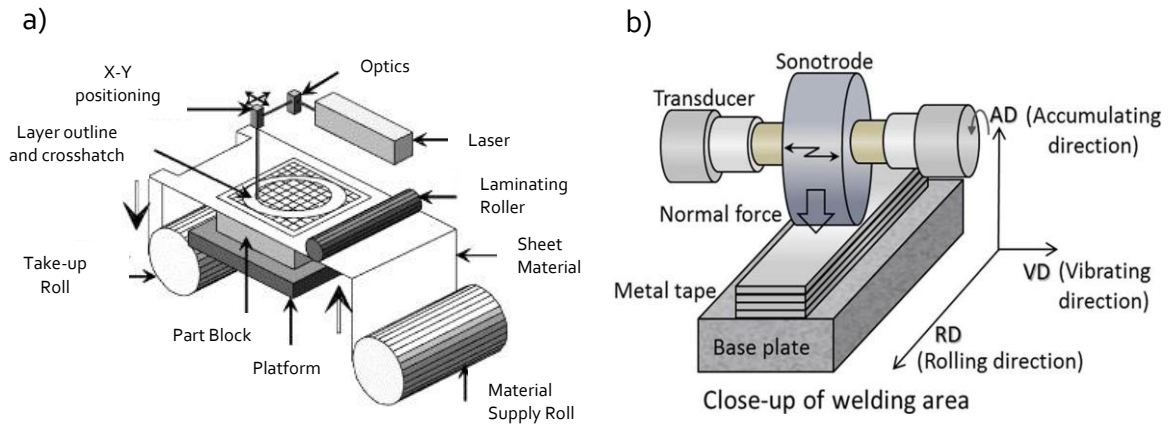 a)
X-Y
positioning
Optics
Layer outline
and crosshatch
Laser
Laminating
Roller
Sheet
Material
Take-up
Roll
Part Block
Platform
Material
Supply Roll
b)
Sonotrode
Transducer
AD (Accumulating
direction)
Normal force
Metal tape
VD (Vibrating
direction)
Base plate
RD
(Rolling direction)
Close-up of welding area